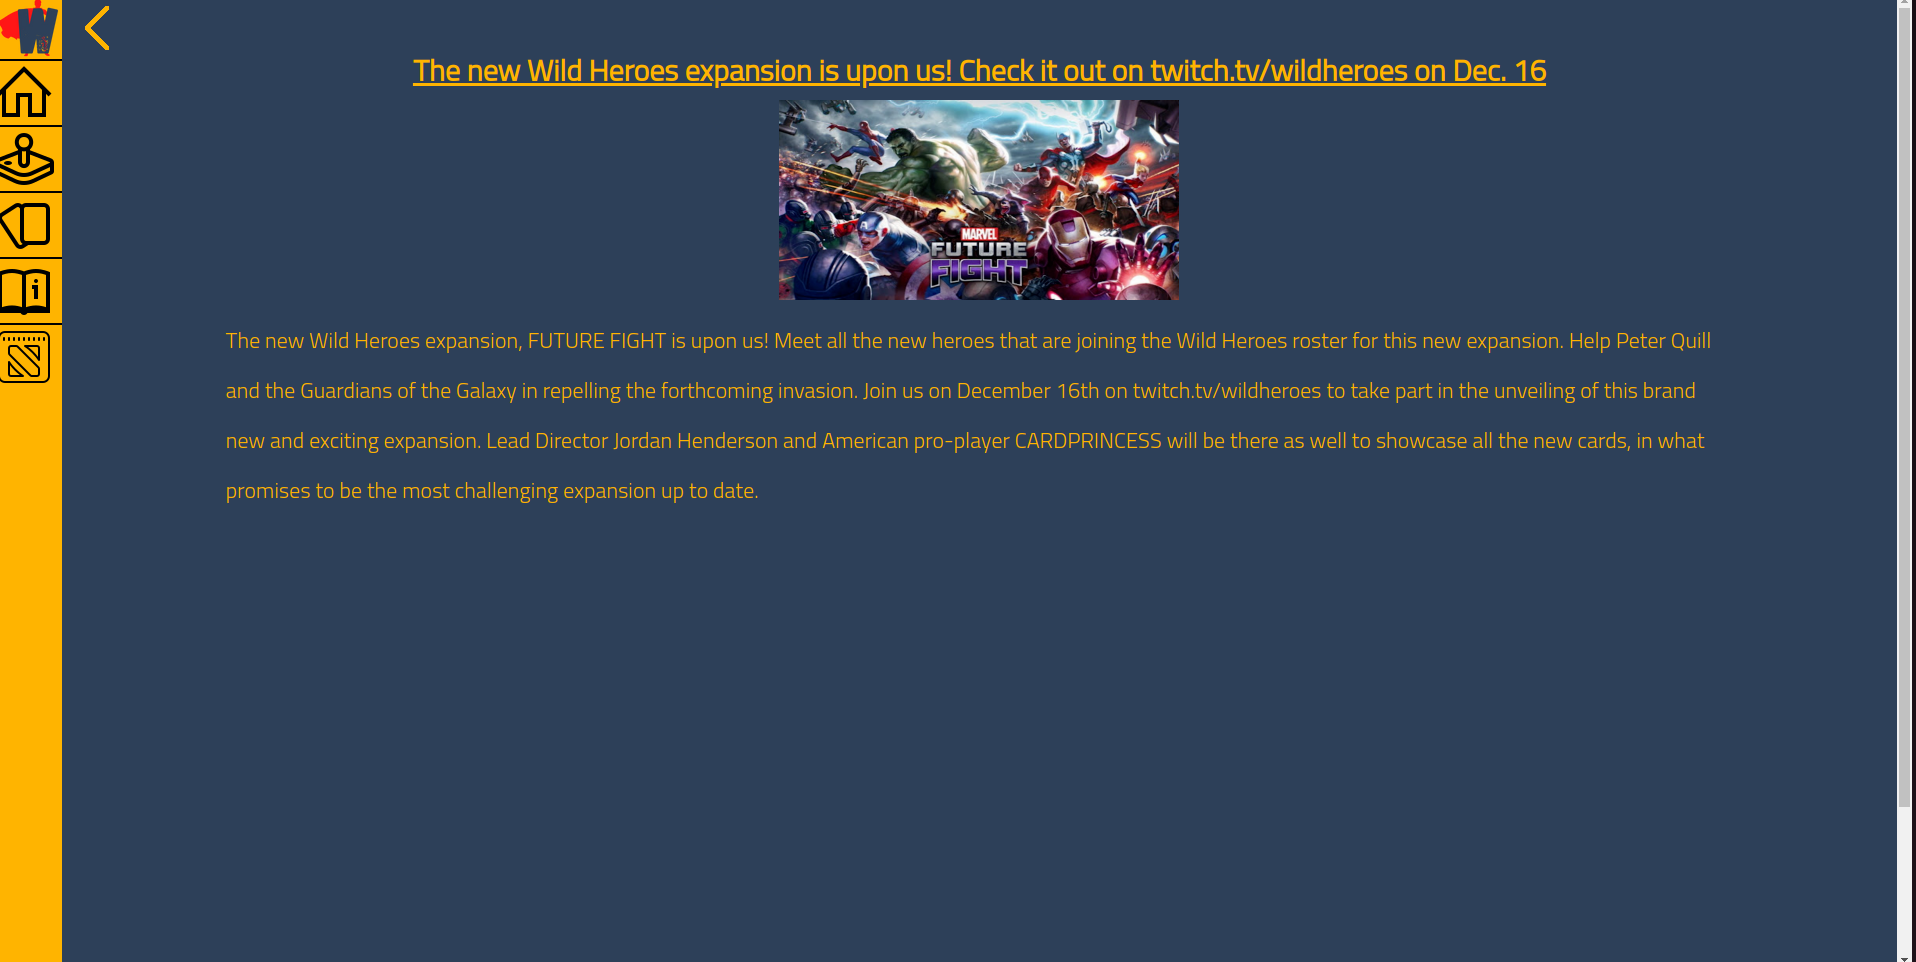 W
The new Wild Heroes expansion is upon us! Check it out on twitch.tv/wildheroes on Dec. 16
MARVEL
FUTURE
FIGHT
The new Wild Heroes expansion, FUTURE FIGHT is upon us! Meet all the new heroes that are joining the Wild Heroes roster for this new expansion. Help Peter Quill
and the Guardians of the Galaxy in repelling the forthcoming invasion. Join us on December 16th on twitch.tv/wildheroes to take part in the unveiling of this brand
new and exciting expansion. Lead Director Jordan Henderson and American pro-player CARDPRINCESS will be there as well to showcase all the new cards, in what
promises to be the most challenging expansion up to date.